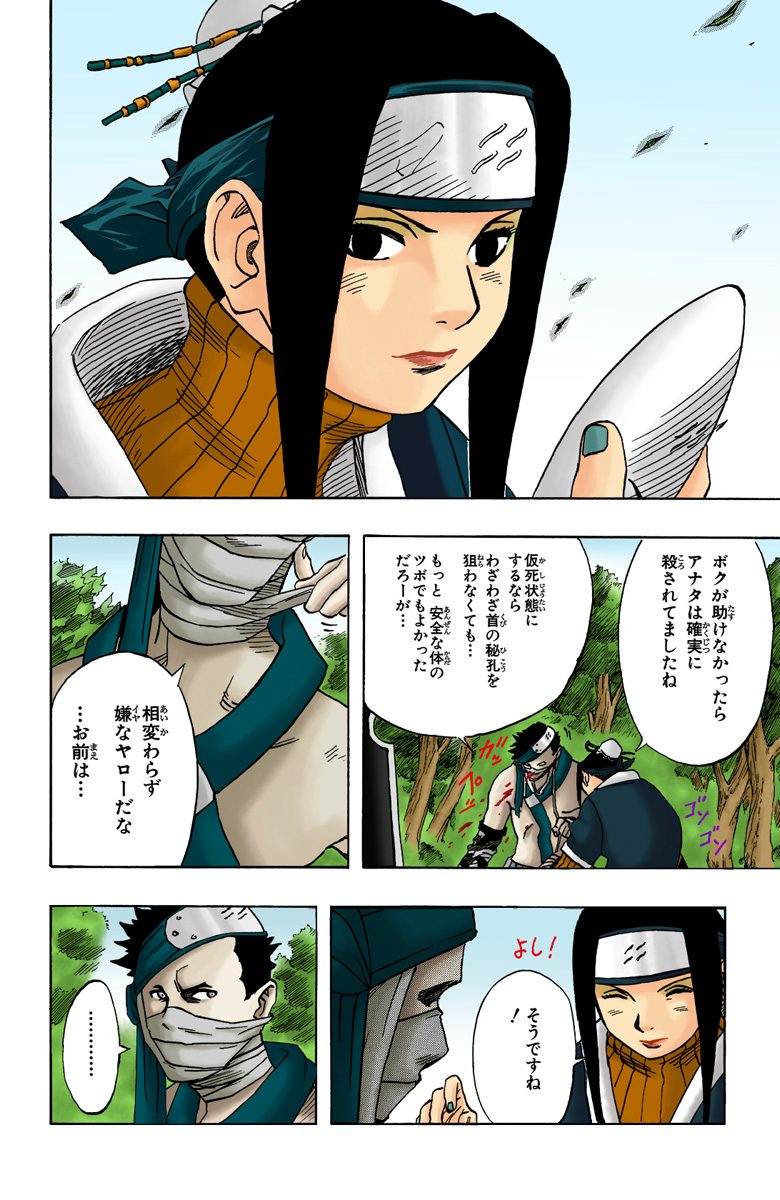 ボクが助けなかったら
アナタは確実に
殺されてましたね
仮死状態に
するなら
わざわざ首の秘孔を
狙わなくても…
もっと 安全な体の
ツボでもよかった
だろーが…
ガッ
ペッ
ゴソ
ゴソ
相変わらず
嫌なヤローだな
…お前は…
よし!
そうですね
!
…………